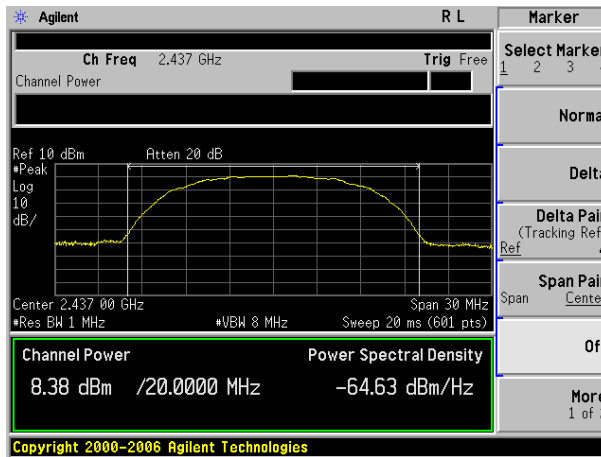 Agilent R L
Ch Freq 2.437 GHz Trig Free
Channel Power
Ref 10 dBm Atten 20 dB
#Peak
Log
10
dB/
Center 2.437 00 GHz Span 30 MHz
#Res BW 1 MHz #VBW 8 MHz Sweep 20 ms (601 pts)
Channel Power Power Spectral Density
8.38 dBm /20.0000 MHz -64.63 dBm/Hz
Copyright 2000-2006 Agilent Technologies
Marker
Select Marker
1 2 3
Norma
Delta
Delta Pai
(Tracking Ref
Ref
Span Pai
Span Cente
Of
More
1 of